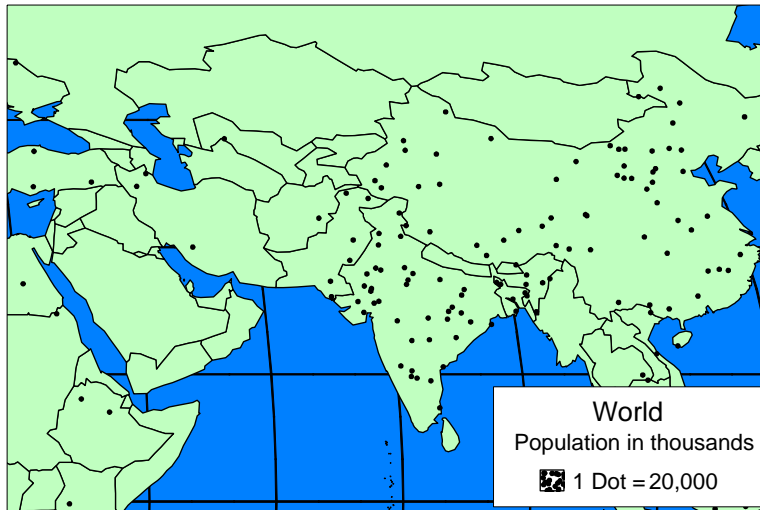 World
Population in thousands
1 Dot = 20,000